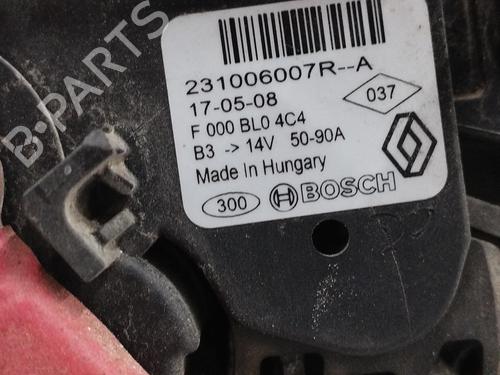 B-PARTS
231006007R--A
17-05-08
037
F 000 BL0 4C4
B3 -> 14V 50-90A
Made In Hungary
300 BOSCH